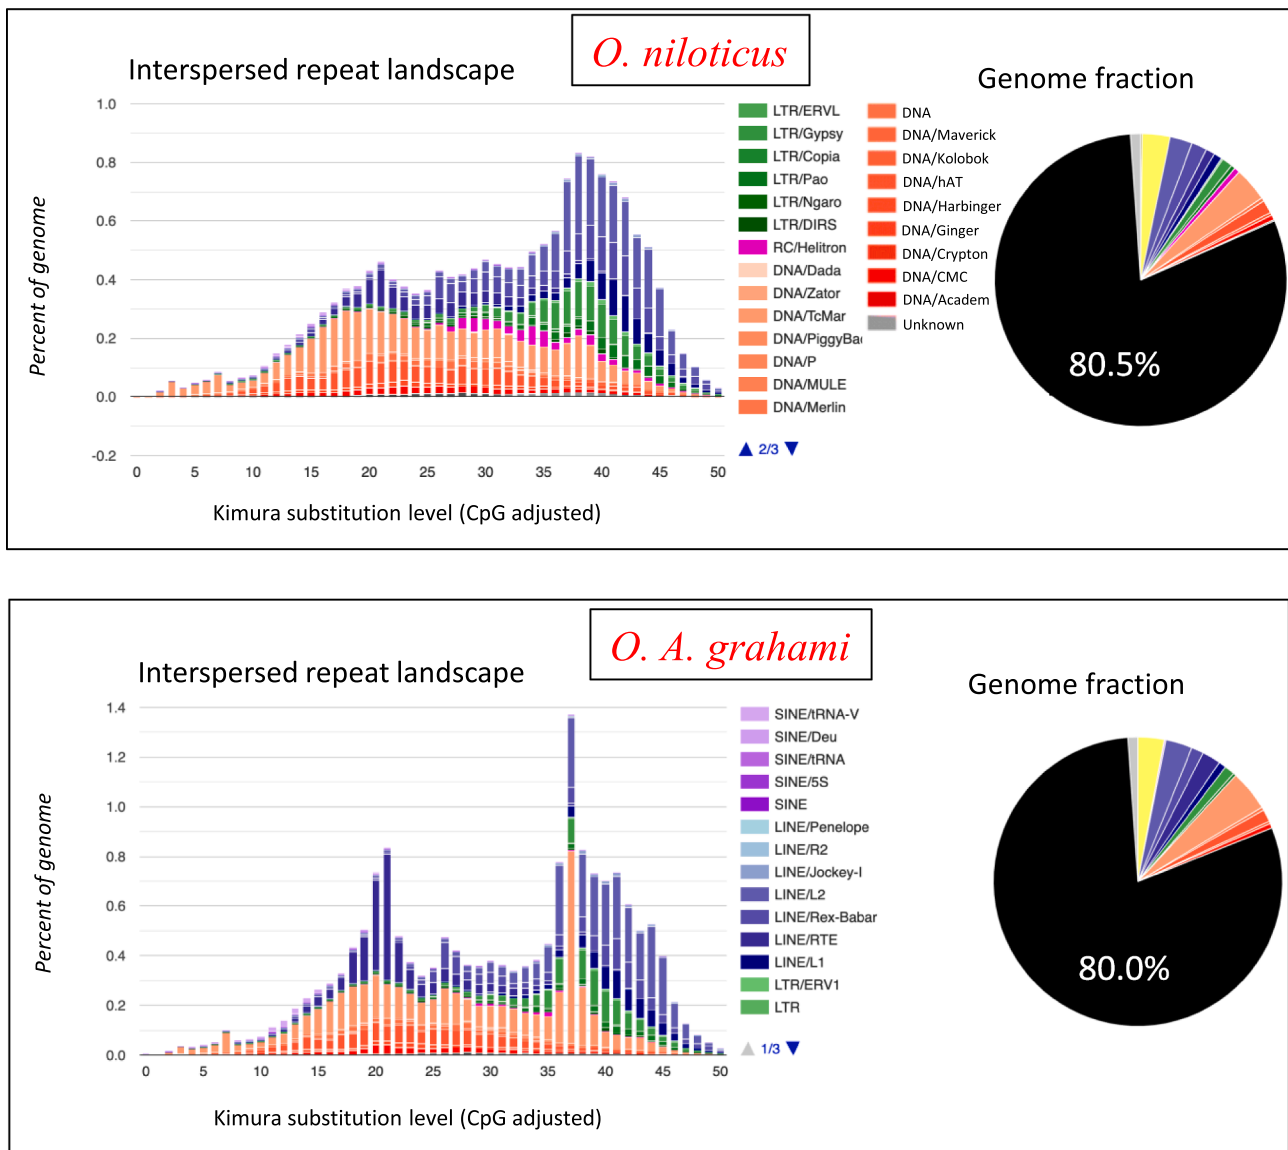 O. niloticus
Interspersed repeat landscape
Genome fraction
Percent of genome
1.0
0.8
0.6
0.4
0.2
0.0
-0.2
0 5 10 15 20 25 30 35 40 45 50
Kimura substitution level (CpG adjusted)
LTR/ERVL
LTR/Gypsy
LTR/Copia
LTR/Pao
LTR/Ngaro
LTR/DIRS
RC/Helitron
DNA/Dada
DNA/Zator
DNA/TcMar
DNA/PiggyBa
DNA/P
DNA/MULE
DNA/Merlin
2/3
DNA
DNA/Maverick
DNA/Kolobok
DNA/hAT
DNA/Harbinger
DNA/Ginger
DNA/Crypton
DNA/CMC
DNA/Academ
Unknown
80.5%
O. A. grahami
Interspersed repeat landscape
Genome fraction
Percent of genome
1.4
1.2
1.0
0.8
0.6
0.4
0.2
0.0
0 5 10 15 20 25 30 35 40 45 50
Kimura substitution level (CpG adjusted)
SINE/tRNA-V
SINE/Deu
SINE/tRNA
SINE/5S
SINE
LINE/Penelope
LINE/R2
LINE/Jockey-I
LINE/L2
LINE/Rex-Babar
LINE/RTE
LINE/L1
LTR/ERV1
LTR
1/3
80.0%